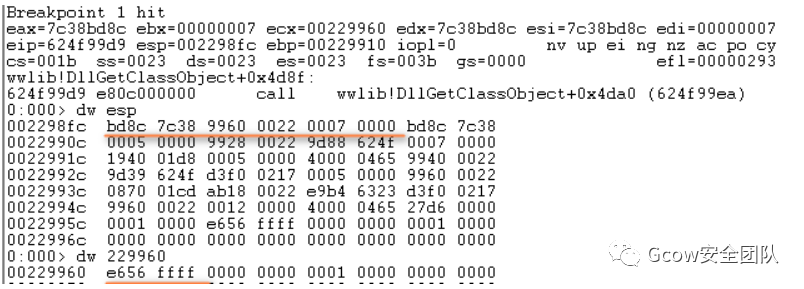 Breakpoint 1 hit
eax=7c38bd8c ebx=00000007 ecx=00229960 edx=7c38bd8c esi=7c38bd8c edi=00000007
eip=624f99d9 esp=002298fc ebp=00229910 iopl=0 nv up ei ng nz ac po cy
cs=001b ss=0023 ds=0023 es=0023 fs=003b gs=0000 efl=00000293
wwlib!DllGetClassObject+0x4d8f:
624f99d9 e80c000000 call wwlib!DllGetClassObject+0x4da0 (624f99ea)
0:000> dw esp
002298fc bd8c 7c38 9960 0022 0007 0000 bd8c 7c38
0022990c 0005 0000 9928 0022 9d88 624f 0007 0000
0022991c 1940 01d8 0005 0000 4000 0465 9940 0022
0022992c 9d39 624f d3f0 0217 0005 0000 9960 0022
0022993c 0870 01cd ab18 0022 e9b4 6323 d3f0 0217
0022994c 9960 0022 0012 0000 4000 0465 27d6 0000
0022995c 0001 0000 e656 ffff 0000 0000 0001 0000
0022996c 0000 0000 0000 0000 0000 0000 0000 0000
0:000> dw 229960
00229960 e656 ffff 0000 0000 0001 0000 0000 0000
Gcow安全团队